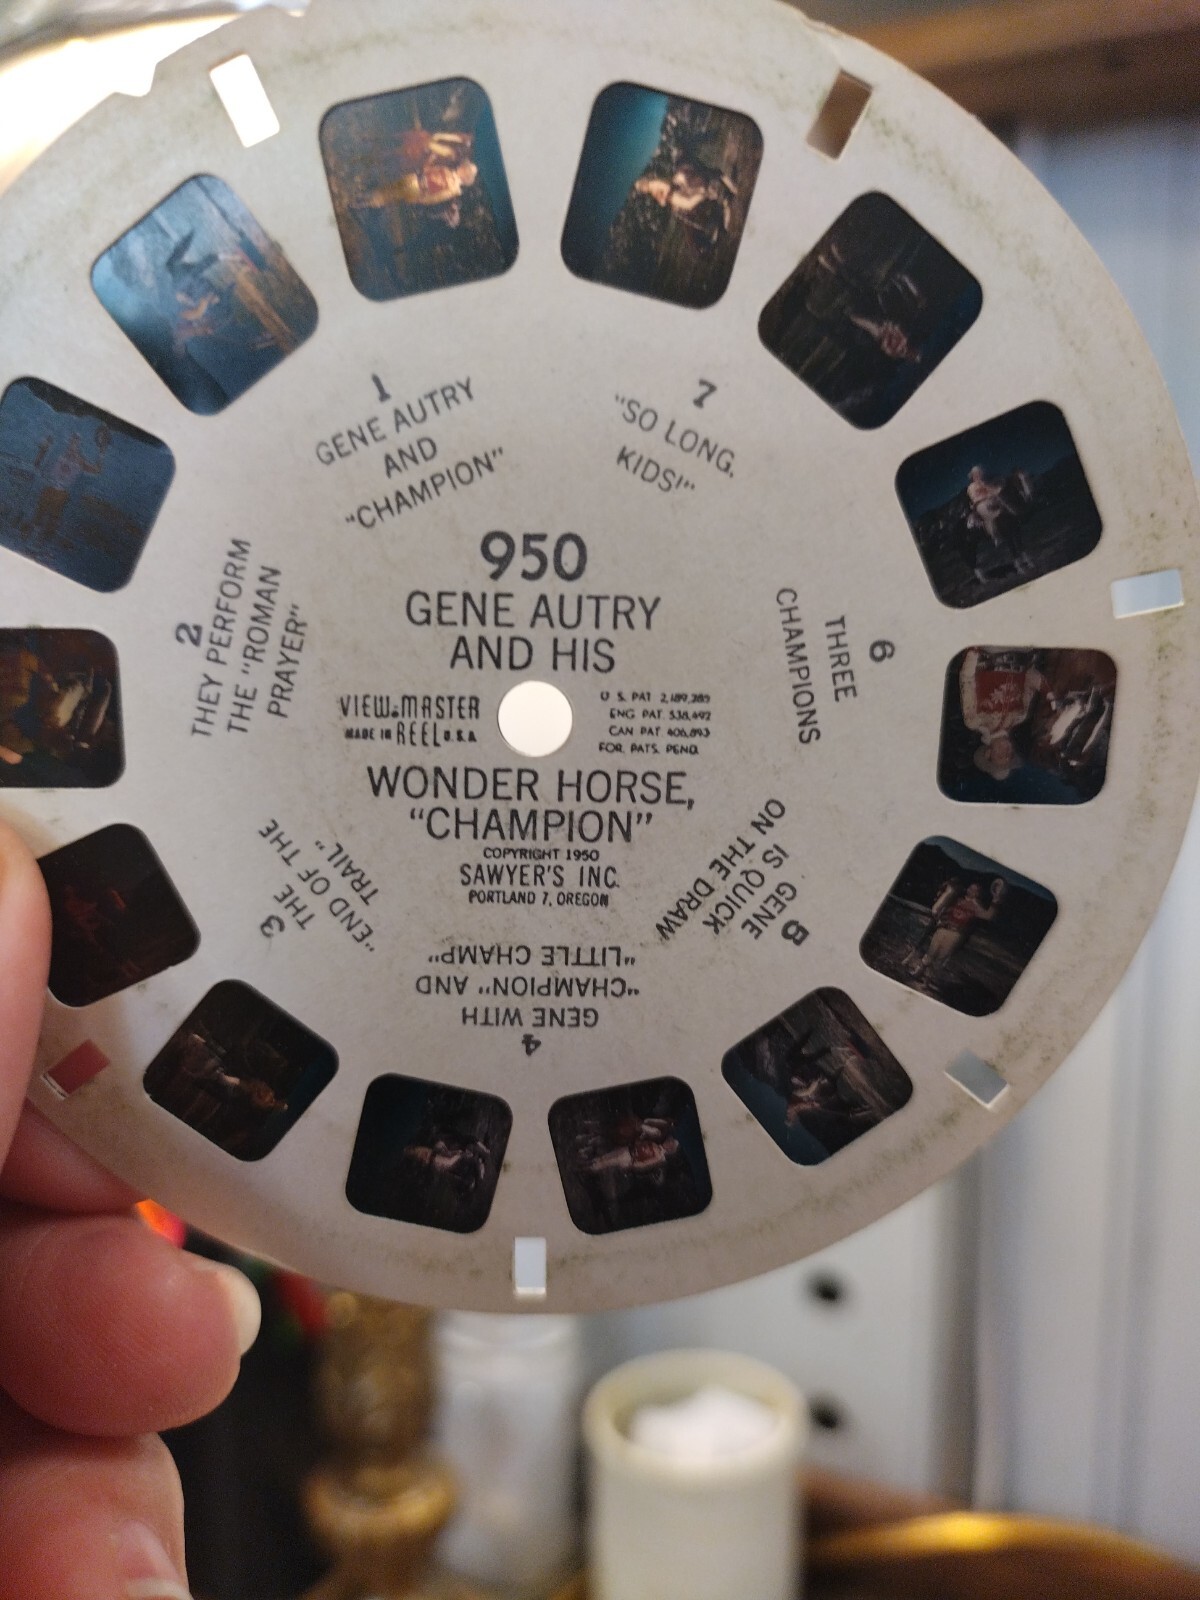 950
GENE AUTRY
AND HIS
VIEW-MASTER
MADE IN REEL U.S.A.
U S. PAT 2,189,285
ENG PAT. 538,692
CAN PAT 406,893
FOR. PATS. PEND.
WONDER HORSE,
"CHAMPION"
COPYRIGHT 1950
SAWYER'S INC.
PORTLAND 7, OREGON
1
GENE AUTRY
AND
"CHAMPION"
2
THEY PERFORM
THE "ROMAN
PRAYER"
3
THE
"END OF THE
TRAIL"
4
GENE WITH
"CHAMPION" AND
"LITTLE CHAMP"
5
GENE
IS QUICK
ON THE DRAW
6
THREE
CHAMPIONS
7
"SO LONG,
KIDS!"